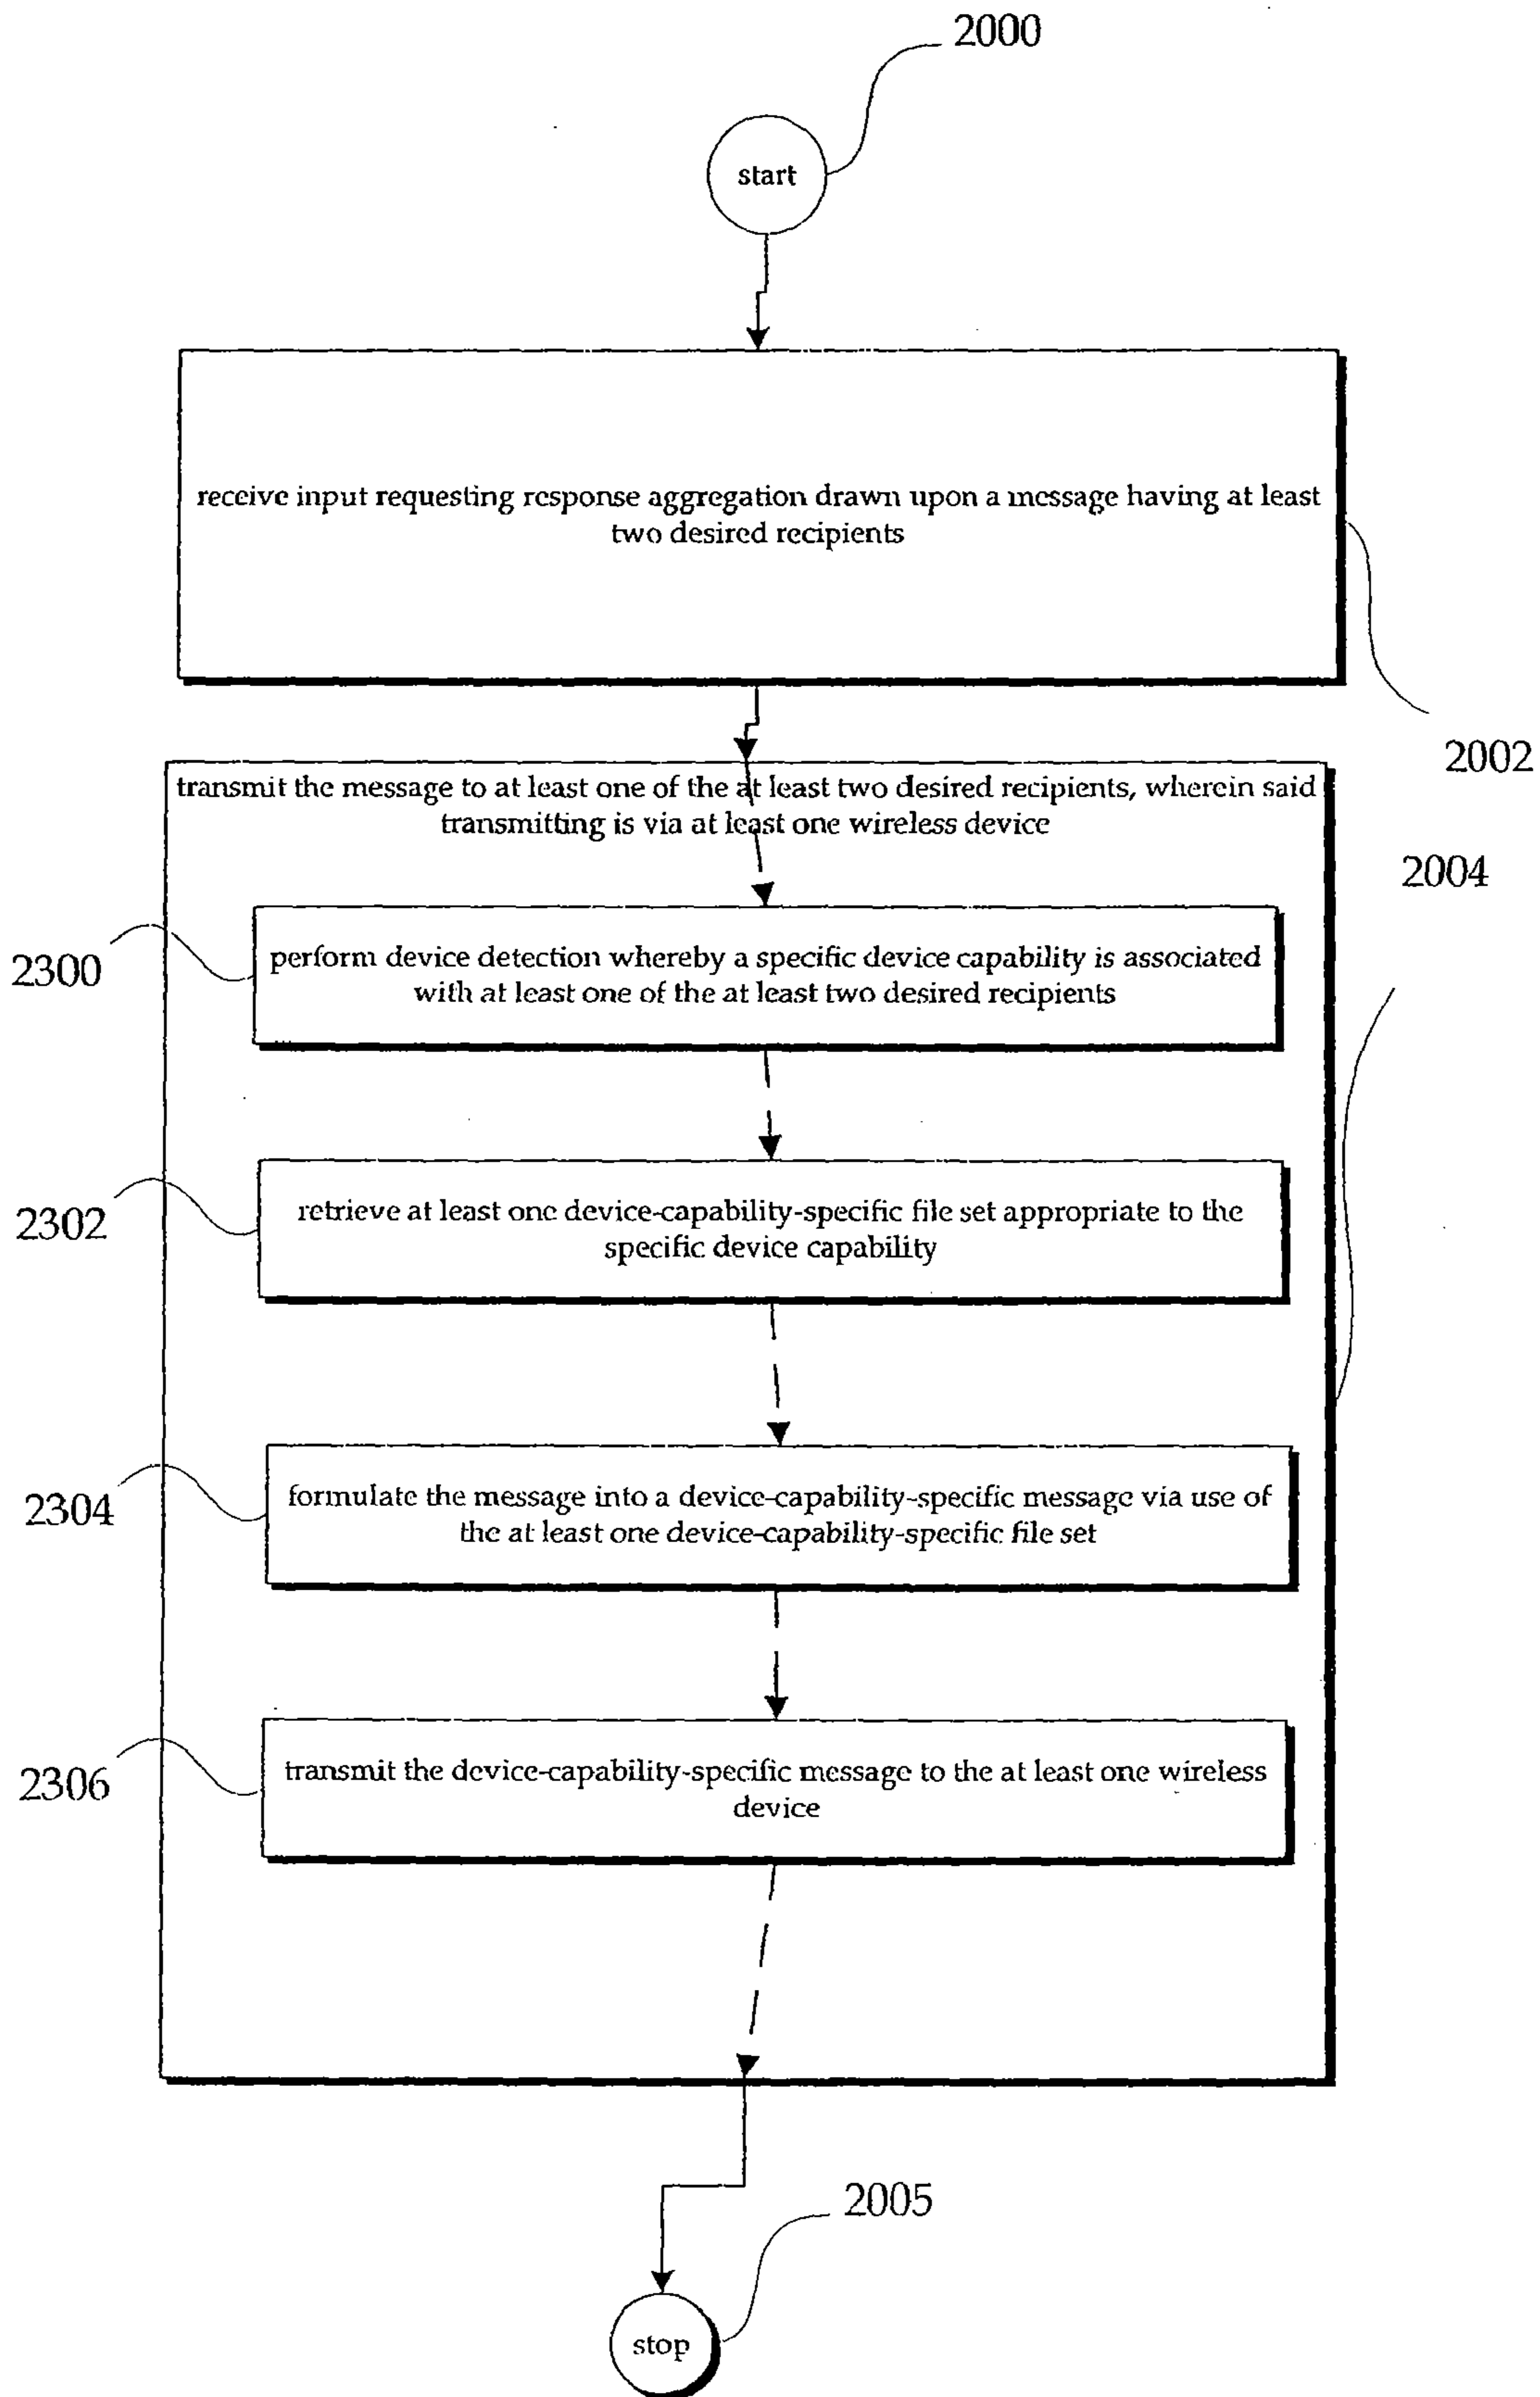 2000
start
receive input requesting response aggregation drawn upon a message having at least
two desired recipients
2002
transmit the message to at least one of the at least two desired recipients, wherein said
transmitting is via at least one wireless device
2004
2300
perform device detection whereby a specific device capability is associated
with at least one of the at least two desired recipients
2302
retrieve at least one device-capability-specific file set appropriate to the
specific device capability
2304
formulate the message into a device-capability-specific message via use of
the at least one device-capability-specific file set
2306
transmit the device-capability-specific message to the at least one wireless
device
2005
stop